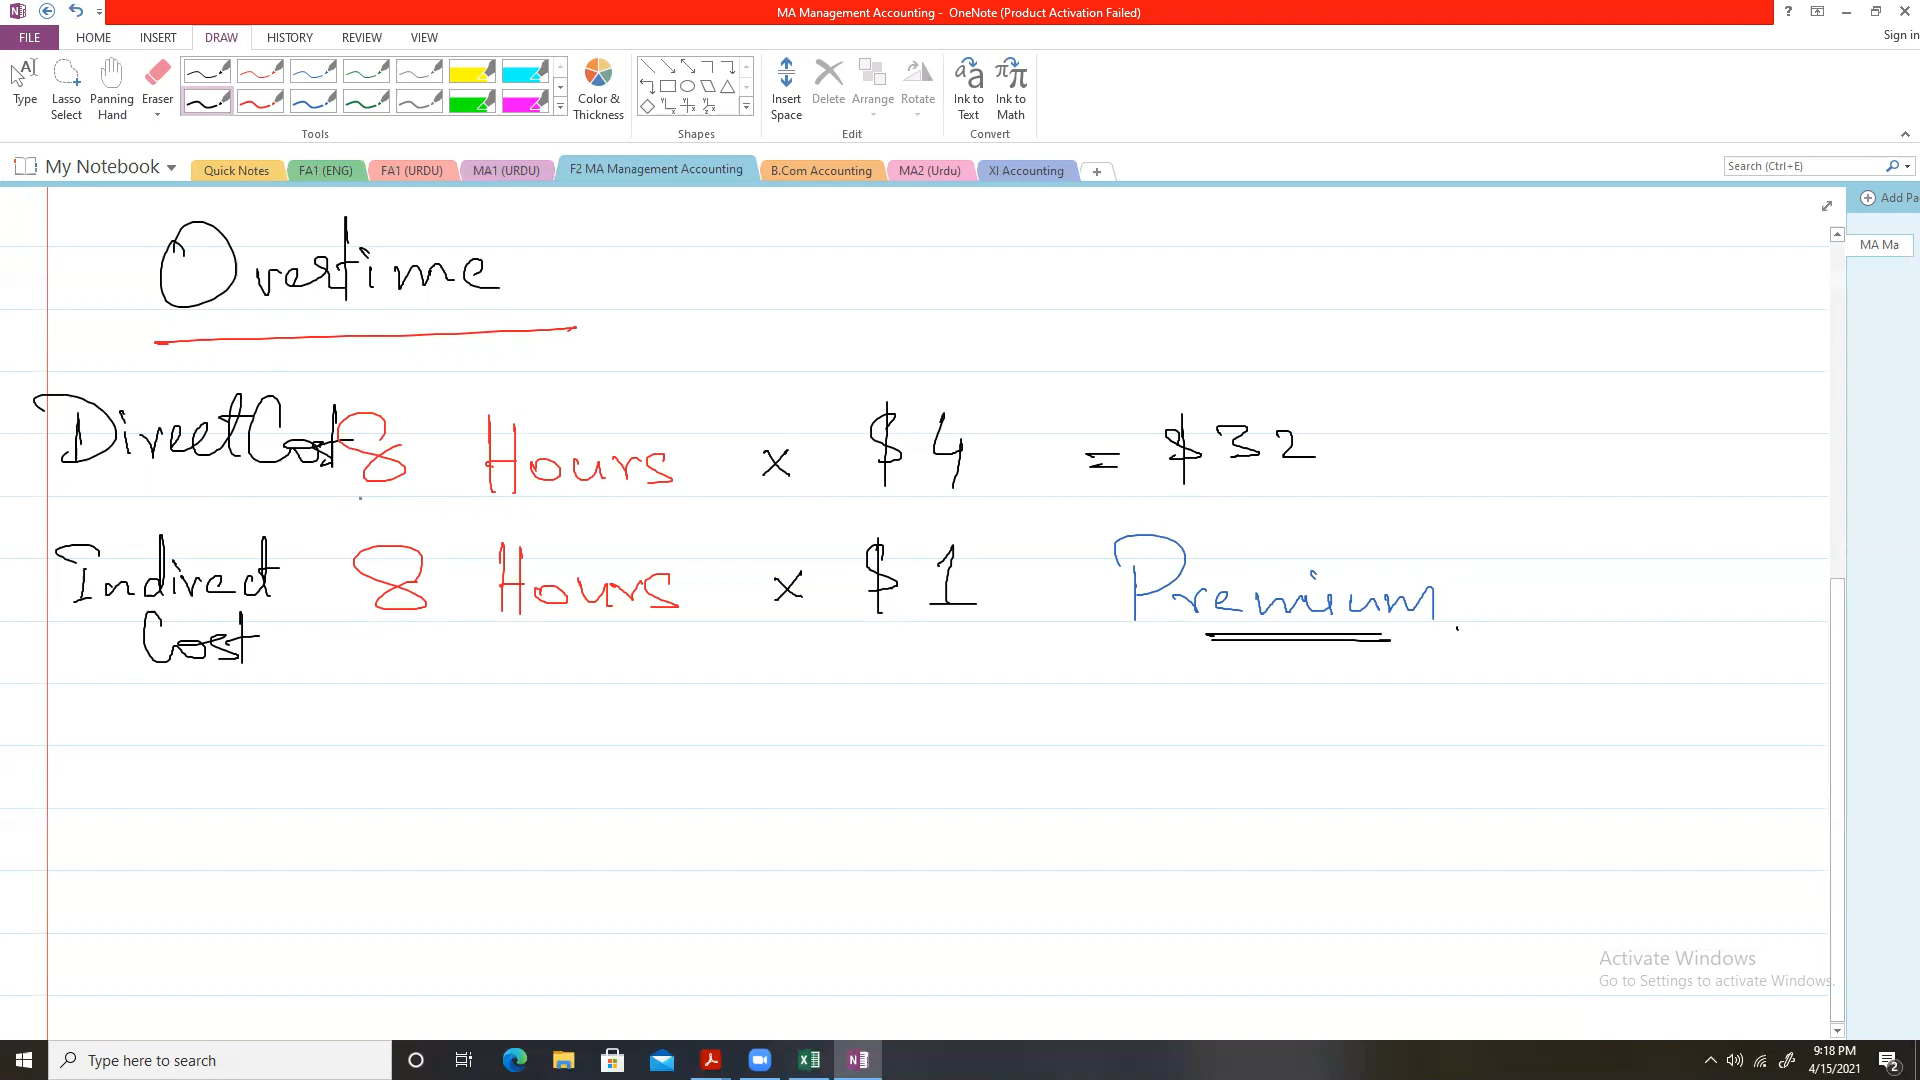 MA Management Accounting - OneNote (Product Activation Failed)
?
Sign in
FILE HOME INSERT DRAW HISTORY REVIEW VIEW
Type
Lasso Select
Panning Hand
Eraser
Color & Thickness
Insert Space
Delete
Arrange
Rotate
Ink to Text
Ink to Math
Tools Shapes Edit Convert
My Notebook
Quick Notes FA1 (ENG) FA1 (URDU) MA1 (URDU) F2 MA Management Accounting B.Com Accounting MA2 (Urdu) XI Accounting
Search (Ctrl+E)
Add Pa
MA Ma
Overtime
Direct Cost 8 Hours x $ 4 = $ 32
Indirect Cost 8 Hours x $ 1 Premium
Activate Windows
Go to Settings to activate Windows.
Type here to search
9:18 PM
4/15/2021
2